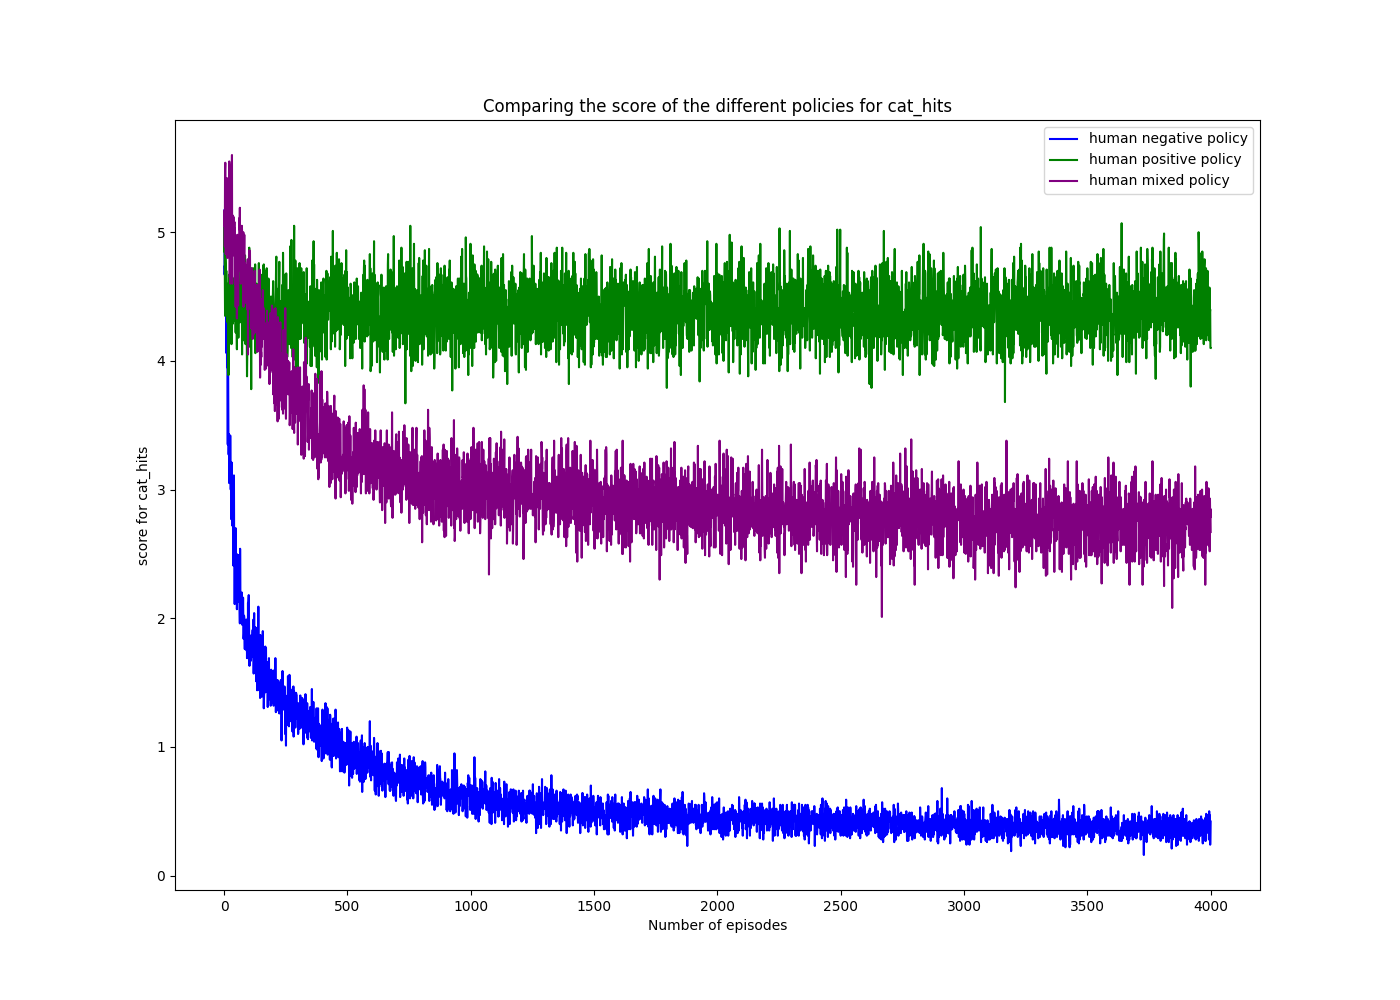 Comparing the score of the different policies for cat_hits
human negative policy
human positive policy
human mixed policy
score for cat_hits
5
4
3
2
1
0
0 500 1000 1500 2000 2500 3000 3500 4000
Number of episodes